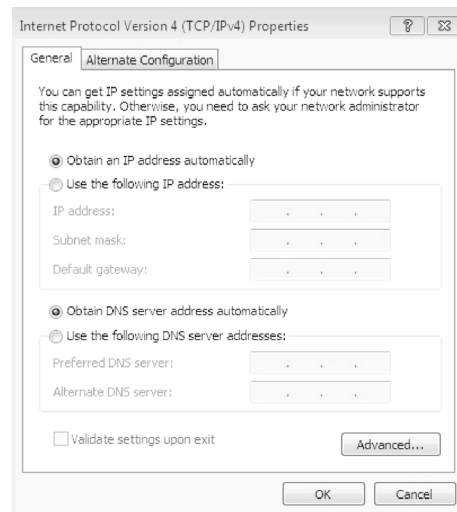 Internet Protocol Version 4 (TCP/IPv4) Properties
General
Alternate Configuration
You can get IP settings assigned automatically if your network supports
this capability. Otherwise, you need to ask your network administrator
for the appropriate IP settings.
Obtain an IP address automatically
Use the following IP address:
IP address:
Subnet mask:
Default gateway:
Obtain DNS server address automatically
Use the following DNS server addresses:
Preferred DNS server:
Alternate DNS server:
Validate settings upon exit
Advanced...
OK
Cancel